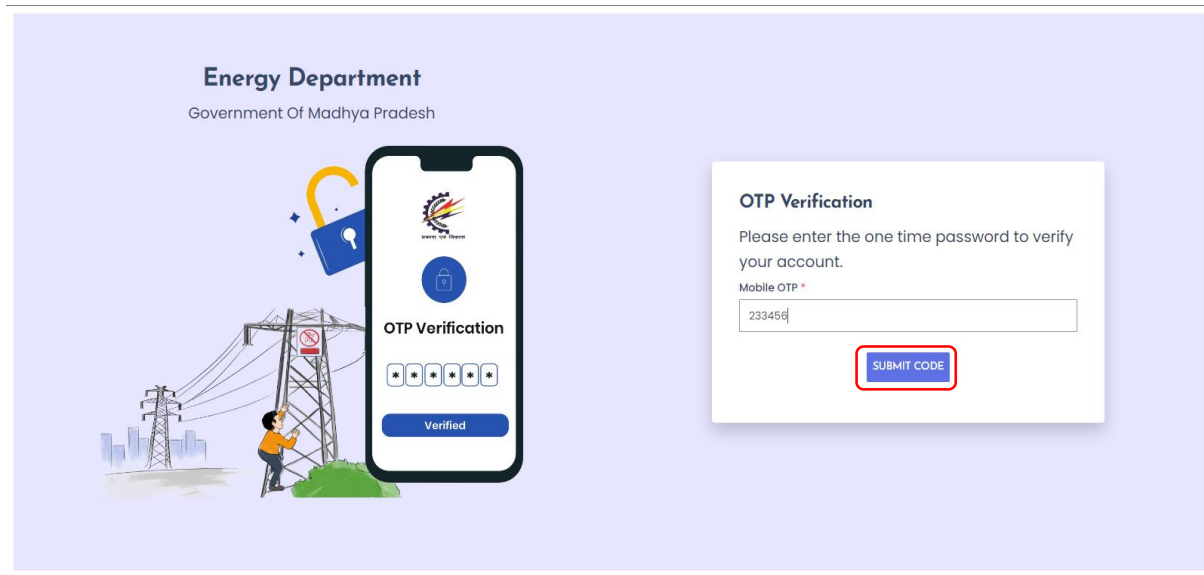 Energy Department
Government Of Madhya Pradesh
OTP Verification
* * * * * *
Verified
OTP Verification
Please enter the one time password to verify
your account.
Mobile OTP *
233456
SUBMIT CODE